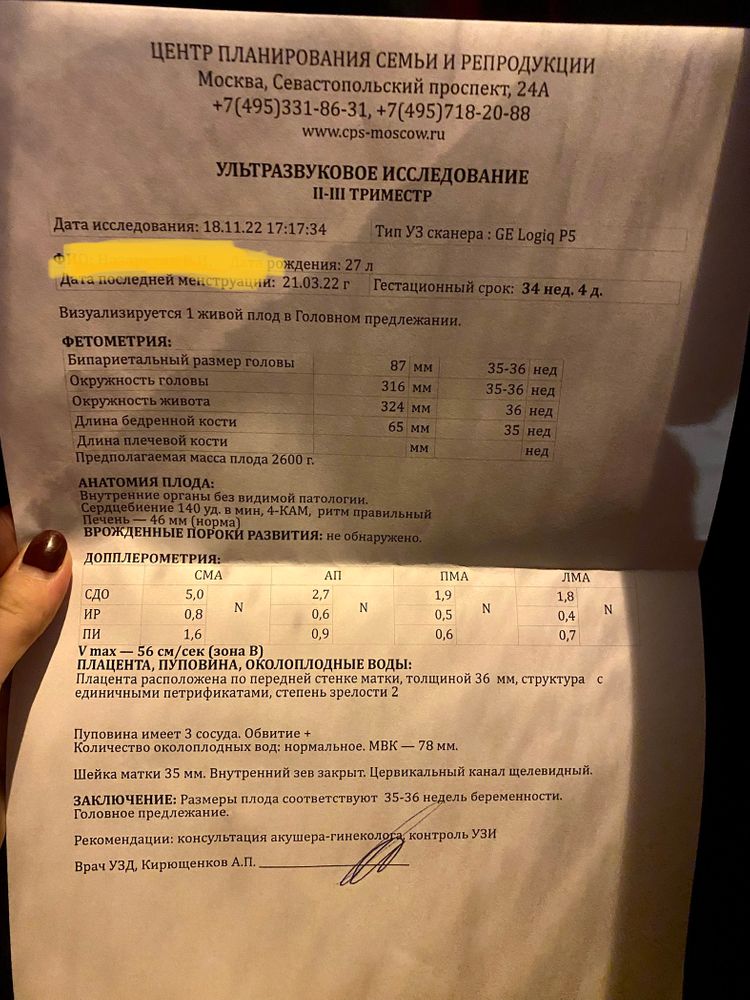 ЦЕНТР ПЛАНИРОВАНИЯ СЕМЬИ И РЕПРОДУКЦИИ
Москва, Севастопольский проспект, 24А
+7(495)331-86-31, +7(495)718-20-88
www.cps-moscow.ru
УЛЬТРАЗВУКОВОЕ ИССЛЕДОВАНИЕ
II-III ТРИМЕСТР
Дата исследования: 18.11.22 17:17:34 Тип УЗ сканера : GE Logiq P5
рождения: 27 л
Дата последней менструации: 21.03.22 г Гестационный срок: 34 нед. 4 д.
Визуализируется 1 живой плод в Головном предлежании.
ФЕТОМЕТРИЯ:
Бипариетальный размер головы 87 мм 35-36 нед
Окружность головы 316 мм 35-36 нед
Окружность живота 324 мм 36 нед
Длина бедренной кости 65 мм 35 нед
Длина плечевой кости мм нед
Предполагаемая масса плода 2600 г.
АНАТОМИЯ ПЛОДА:
Внутренние органы без видимой патологии.
Сердцебиение 140 уд. в мин, 4-КАМ, ритм правильный
Печень — 46 мм (норма)
ВРОЖДЕННЫЕ ПОРОКИ РАЗВИТИЯ: не обнаружено.
ДОППЛЕРОМЕТРИЯ:
СМА АП ПМА ЛМА
СДО 5,0 2,7 1,9 1,8
ИР 0,8 N 0,6 N 0,5 N 0,4 N
ПИ 1,6 0,9 0,6 0,7
V max — 56 см/сек (зона В)
ПЛАЦЕНТА, ПУПОВИНА, ОКОЛОПЛОДНЫЕ ВОДЫ:
Плацента расположена по передней стенке матки, толщиной 36 мм, структура с
единичными петрификатами, степень зрелости 2
Пуповина имеет 3 сосуда. Обвитие +
Количество околоплодных вод: нормальное. МВК — 78 мм.
Шейка матки 35 мм. Внутренний зев закрыт. Цервикальный канал щелевидный.
ЗАКЛЮЧЕНИЕ: Размеры плода соответствуют 35-36 недель беременности.
Головное предлежание.
Рекомендации: консультация акушера-гинеколога, контроль УЗИ
Врач УЗД, Кирющенков А.П.